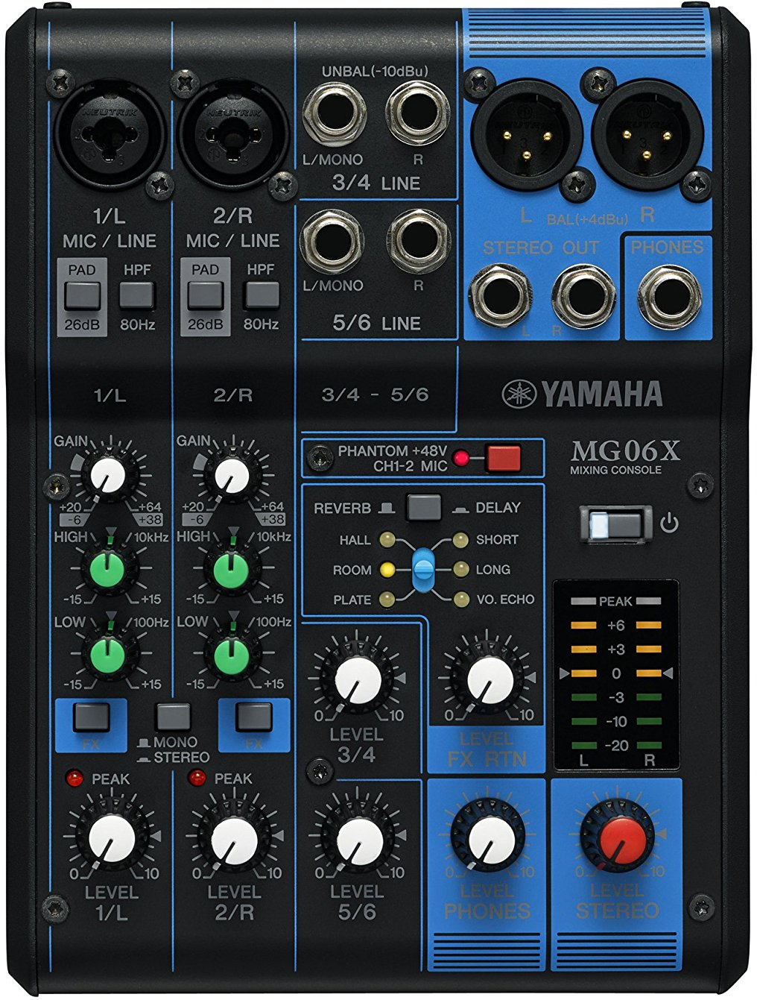 UNBAL(-10dBu)
NEUTRIK
NEUTRIK
L/MONO R
3/4 LINE
1/L
MIC / LINE
2/R
MIC / LINE
L BAL(+4dBu) R
STEREO OUT
PHONES
PAD HPF
26dB 80Hz
PAD HPF
26dB 80Hz
L/MONO R
5/6 LINE
L R
1/L
2/R
3/4 - 5/6
YAMAHA
MG06X
MIXING CONSOLE
GAIN
+20 +64
-6 +38
GAIN
+20 +64
-6 +38
PHANTOM +48V
CH1-2 MIC
REVERB DELAY
HALL SHORT
ROOM LONG
PLATE VO. ECHO
HIGH 10kHz
-15 +15
HIGH 10kHz
-15 +15
LOW 100Hz
-15 +15
LOW 100Hz
-15 +15
PEAK
+6
+3
0
-3
-10
-20
L R
0 10
LEVEL
3/4
0 10
LEVEL
FX RTN
FX
MONO
STEREO
FX
PEAK
0 10
LEVEL
1/L
PEAK
0 10
LEVEL
2/R
0 10
LEVEL
5/6
0 10
LEVEL
PHONES
0 10
LEVEL
STEREO